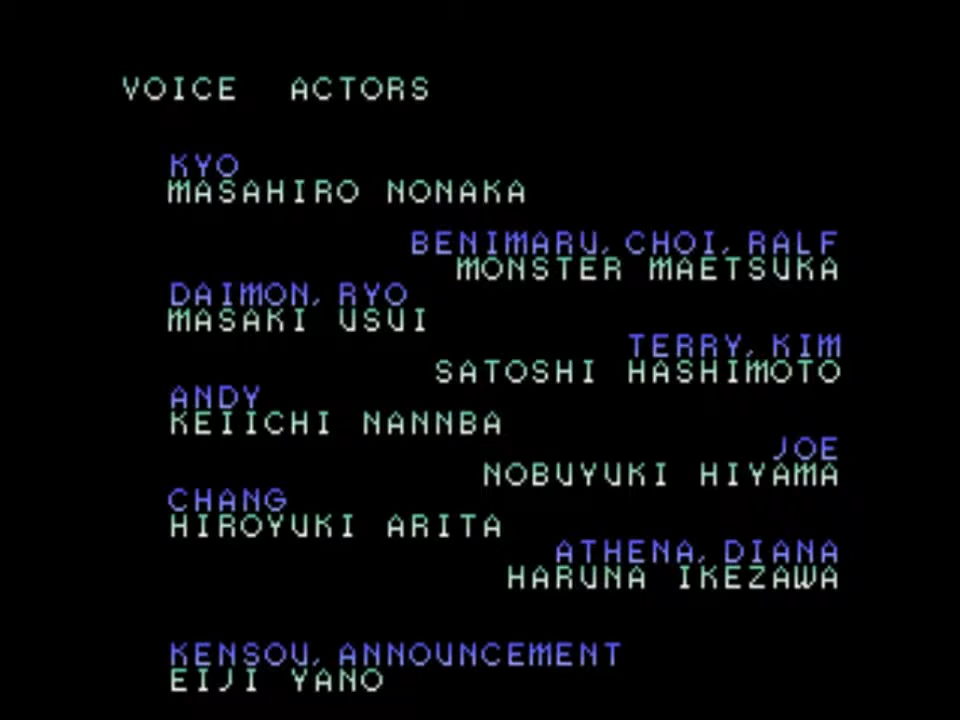 VOICE ACTORS
KYO
MASAHIRO NONAKA
BENIMARU, CHOI, RALF
MONSTER MAETSUKA
DAIMON, RYO
MASAKI USUI
TERRY, KIM
SATOSHI HASHIMOTO
ANDY
KEIICHI NANNBA
JOE
NOBUYUKI HIYAMA
CHANG
HIROYUKI ARITA
ATHENA, DIANA
HARUNA IKEZAWA
KENSOU, ANNOUNCEMENT
EIJI YANO